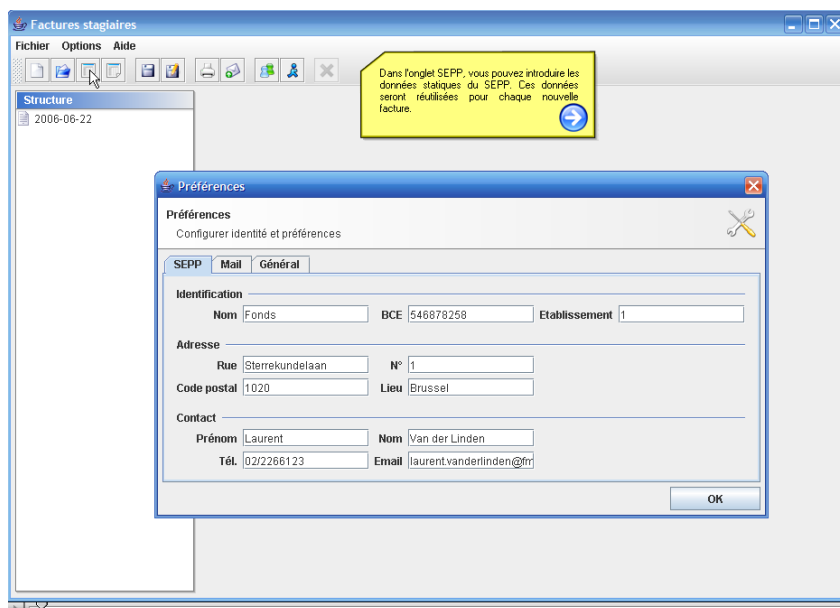 Factures stagiaires
Fichier Options Aide
Dans l'onglet SEPP, vous pouvez introduire les
données statiques du SEPP. Ces données
seront réutilisées pour chaque nouvelle
facture.
Structure
2006-06-22
Préférences
Préférences
Configurer identité et préférences
SEPP Mail Général
Identification
Nom Fonds BCE 546878258 Etablissement 1
Adresse
Rue Sterrekundelaan N° 1
Code postal 1020 Lieu Brussel
Contact
Prénom Laurent Nom Van der Linden
Tél. 02/2266123 Email laurent.vanderlinden@fm
OK